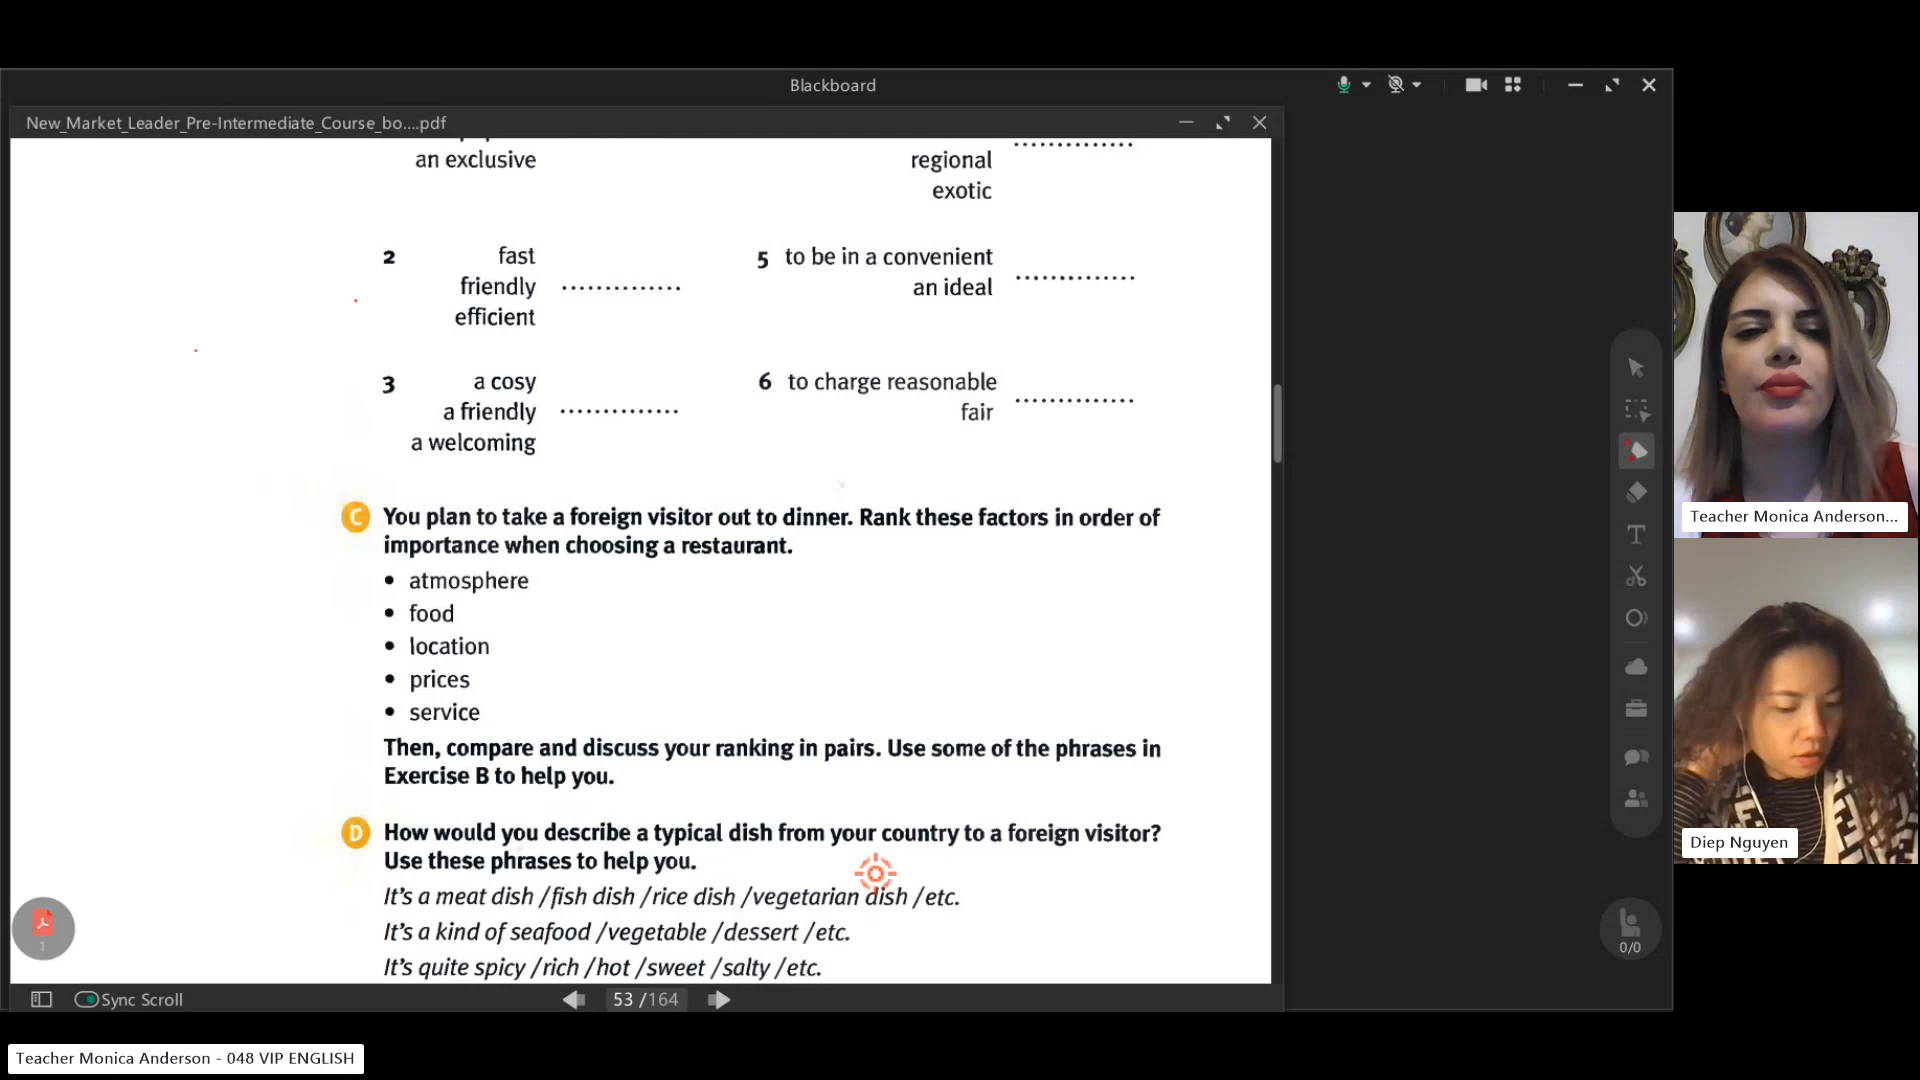 Blackboard
New_Market_Leader_Pre-Intermediate_Course_bo....pdf
an exclusive
regional
exotic
2 fast
friendly ..............
efficient
5 to be in a convenient
an ideal ..............
3 a cosy
a friendly ..............
a welcoming
6 to charge reasonable ..............
fair
C You plan to take a foreign visitor out to dinner. Rank these factors in order of
importance when choosing a restaurant.
• atmosphere
• food
• location
• prices
• service
Then, compare and discuss your ranking in pairs. Use some of the phrases in
Exercise B to help you.
D How would you describe a typical dish from your country to a foreign visitor?
Use these phrases to help you.
It's a meat dish /fish dish /rice dish /vegetarian dish /etc.
It's a kind of seafood /vegetable /dessert /etc.
It's quite spicy /rich /hot /sweet /salty /etc.
1
Sync Scroll
53 /164
0/0
Teacher Monica Anderson...
Diep Nguyen
Teacher Monica Anderson - 048 VIP ENGLISH